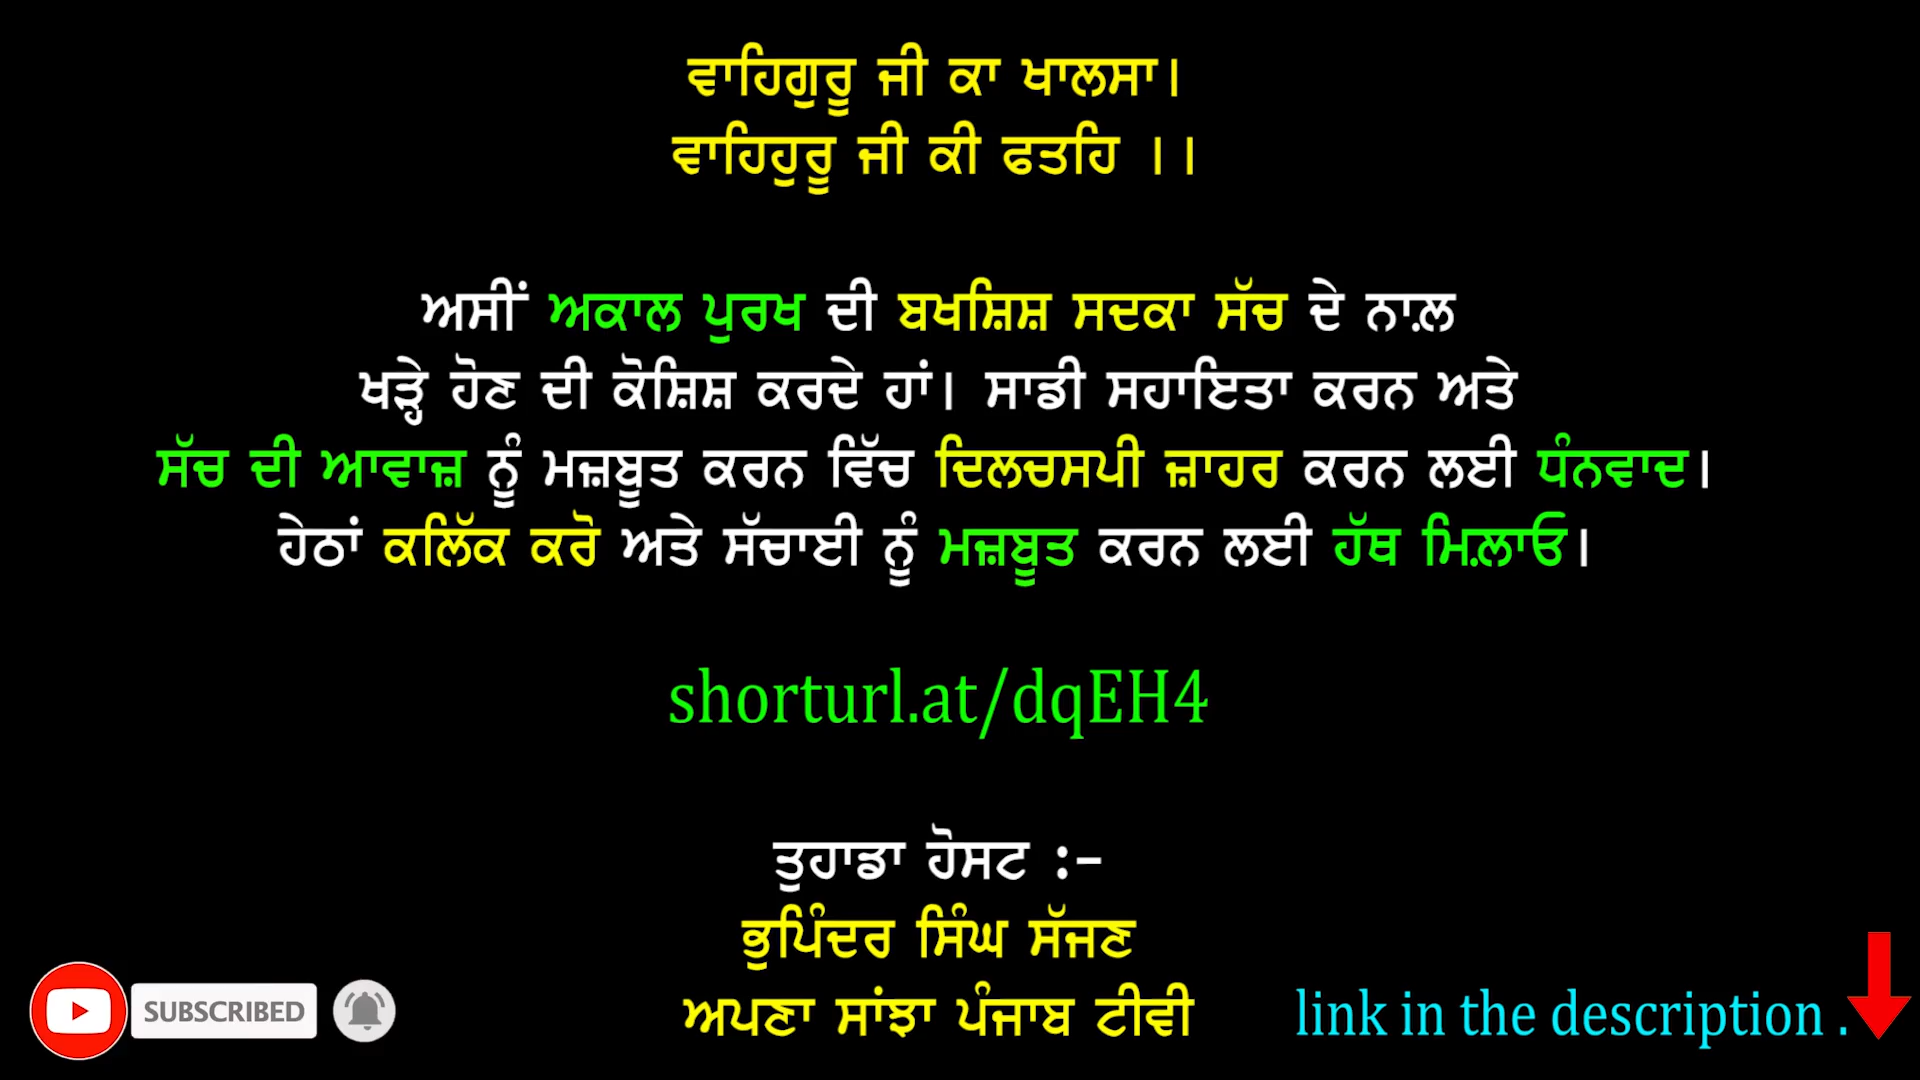 ਵਾਹਿਗੁਰੂ ਜੀ ਕਾ ਖਾਲਸਾ।
ਵਾਹਿਹੁਰੂ ਜੀ ਕੀ ਫਤਹਿ ।।
ਅਸੀਂ ਅਕਾਲ ਪੁਰਖ ਦੀ ਬਖਸ਼ਿਸ਼ ਸਦਕਾ ਸੱਚ ਦੇ ਨਾਲ਼
ਖੜ੍ਹੇ ਹੋਣ ਦੀ ਕੋਸ਼ਿਸ਼ ਕਰਦੇ ਹਾਂ। ਸਾਡੀ ਸਹਾਇਤਾ ਕਰਨ ਅਤੇ
ਸੱਚ ਦੀ ਆਵਾਜ਼ ਨੂੰ ਮਜ਼ਬੂਤ ਕਰਨ ਵਿੱਚ ਦਿਲਚਸਪੀ ਜ਼ਾਹਰ ਕਰਨ ਲਈ ਧੰਨਵਾਦ।
ਹੇਠਾਂ ਕਲਿੱਕ ਕਰੋ ਅਤੇ ਸੱਚਾਈ ਨੂੰ ਮਜ਼ਬੂਤ ਕਰਨ ਲਈ ਹੱਥ ਮਿਲ਼ਾਓ।
shorturl.at/dqEH4
ਤੁਹਾਡਾ ਹੋਸਟ :-
ਭੁਪਿੰਦਰ ਸਿੰਘ ਸੱਜਣ
ਅਪਣਾ ਸਾਂਝਾ ਪੰਜਾਬ ਟੀਵੀ
SUBSCRIBED
link in the description .